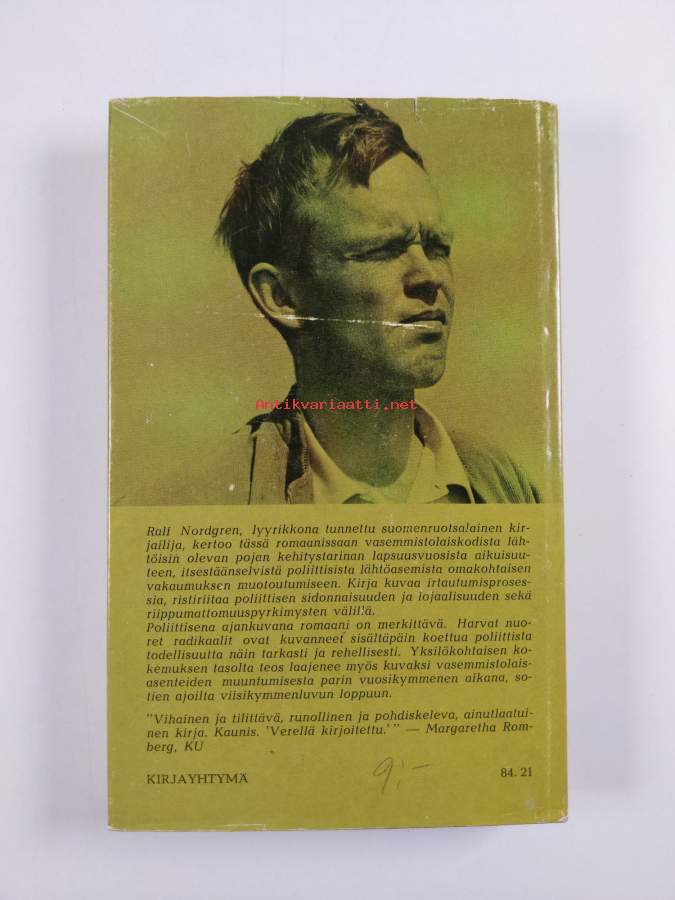 Antikvariaatti.net
Ralf Nordgren, lyyrikkona tunnettu suomenruotsalainen kir-
jailija, kertoo tässä romaanissaan vasemmistolaiskodista läh-
töisin olevan pojan kehitystarinan lapsuusvuosista aikuisuu-
teen, itsestäänselvistä poliittisista lähtöasemista omakohtaisen
vakaumuksen muotoutumiseen. Kirja kuvaa irtautumisproses-
sia, ristiriitaa poliittisen sidonnaisuuden ja lojaalisuuden sekä
riippumattomuuspyrkimysten välillä.
Poliittisena ajankuvana romaani on merkittävä. Harvat nuo-
ret radikaalit ovat kuvanneet sisältäpäin koettua poliittista
todellisuutta näin tarkasti ja rehellisesti. Yksilökohtaisen ko-
kemuksen tasolta teos laajenee myös kuvaksi vasemmistolais-
asenteiden muuntumisesta parin vuosikymmenen aikana, so-
tien ajoilta viisikymmenluvun loppuun.
"Vihainen ja tilittävä, runollinen ja pohdiskeleva, ainutlaatui-
nen kirja. Kaunis. 'Verellä kirjoitettu.'" — Margaretha Rom-
berg, KU
KIRJAYHTYMÄ 9:- 84.21